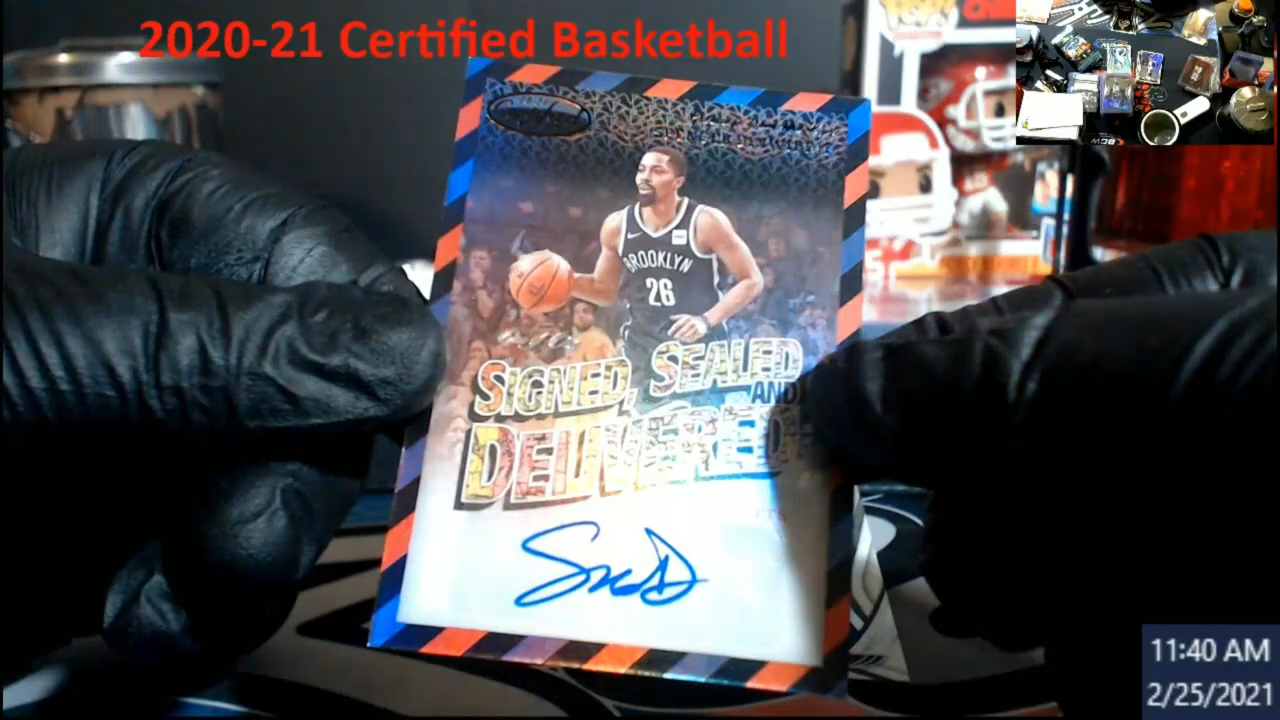 2020-21 Certified Basketball
BROOKLYN
26
SIGNED, SEALED
AND
DELIVERED
11:40 AM
2/25/2021